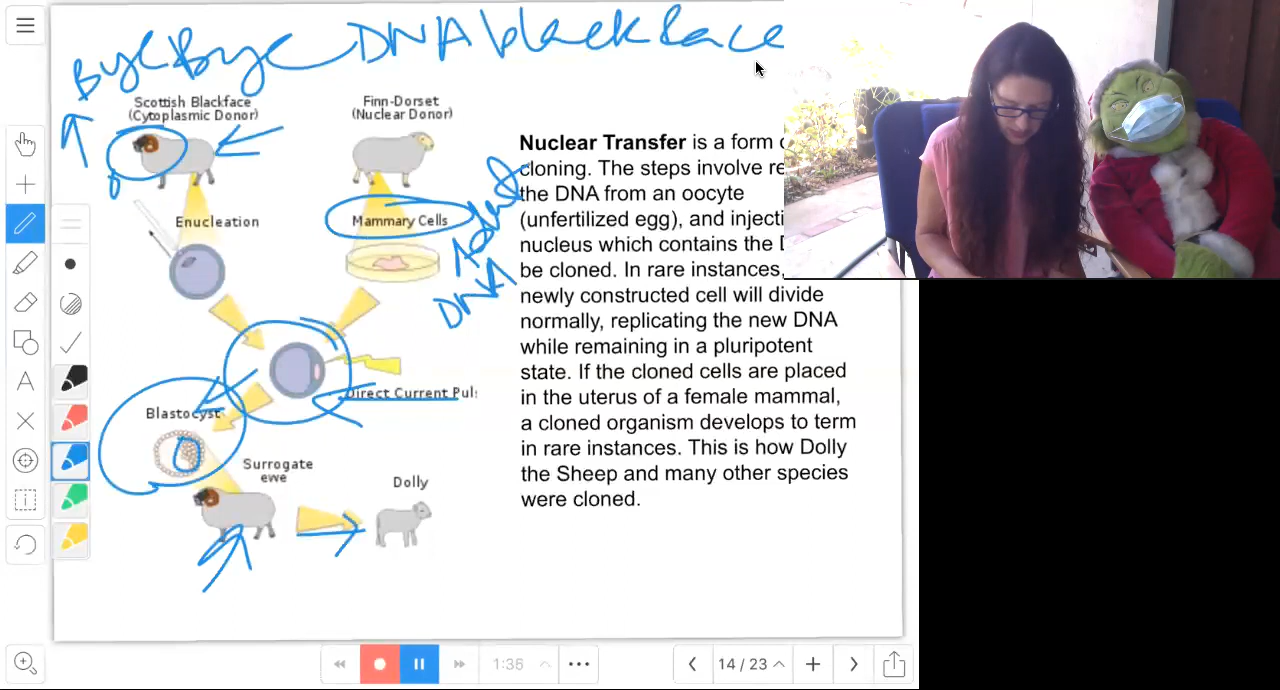 Bye Bye DNA blackface
Scottish Blackface
(Cytoplasmic Donor)
Finn-Dorset
(Nuclear Donor)
Enucleation
Mammary Cells
Adult
DNA
Direct Current Puls
Blastocyst
Surrogate
ewe
Dolly
Nuclear Transfer is a form
cloning. The steps involve
the DNA from an oocyte
(unfertilized egg), and
nucleus which contains the
be cloned. In rare instances,
newly constructed cell will divide
normally, replicating the new DNA
while remaining in a pluripotent
state. If the cloned cells are placed
in the uterus of a female mammal,
a cloned organism develops to term
in rare instances. This is how Dolly
the Sheep and many other species
were cloned.
A
1:36
14 / 23